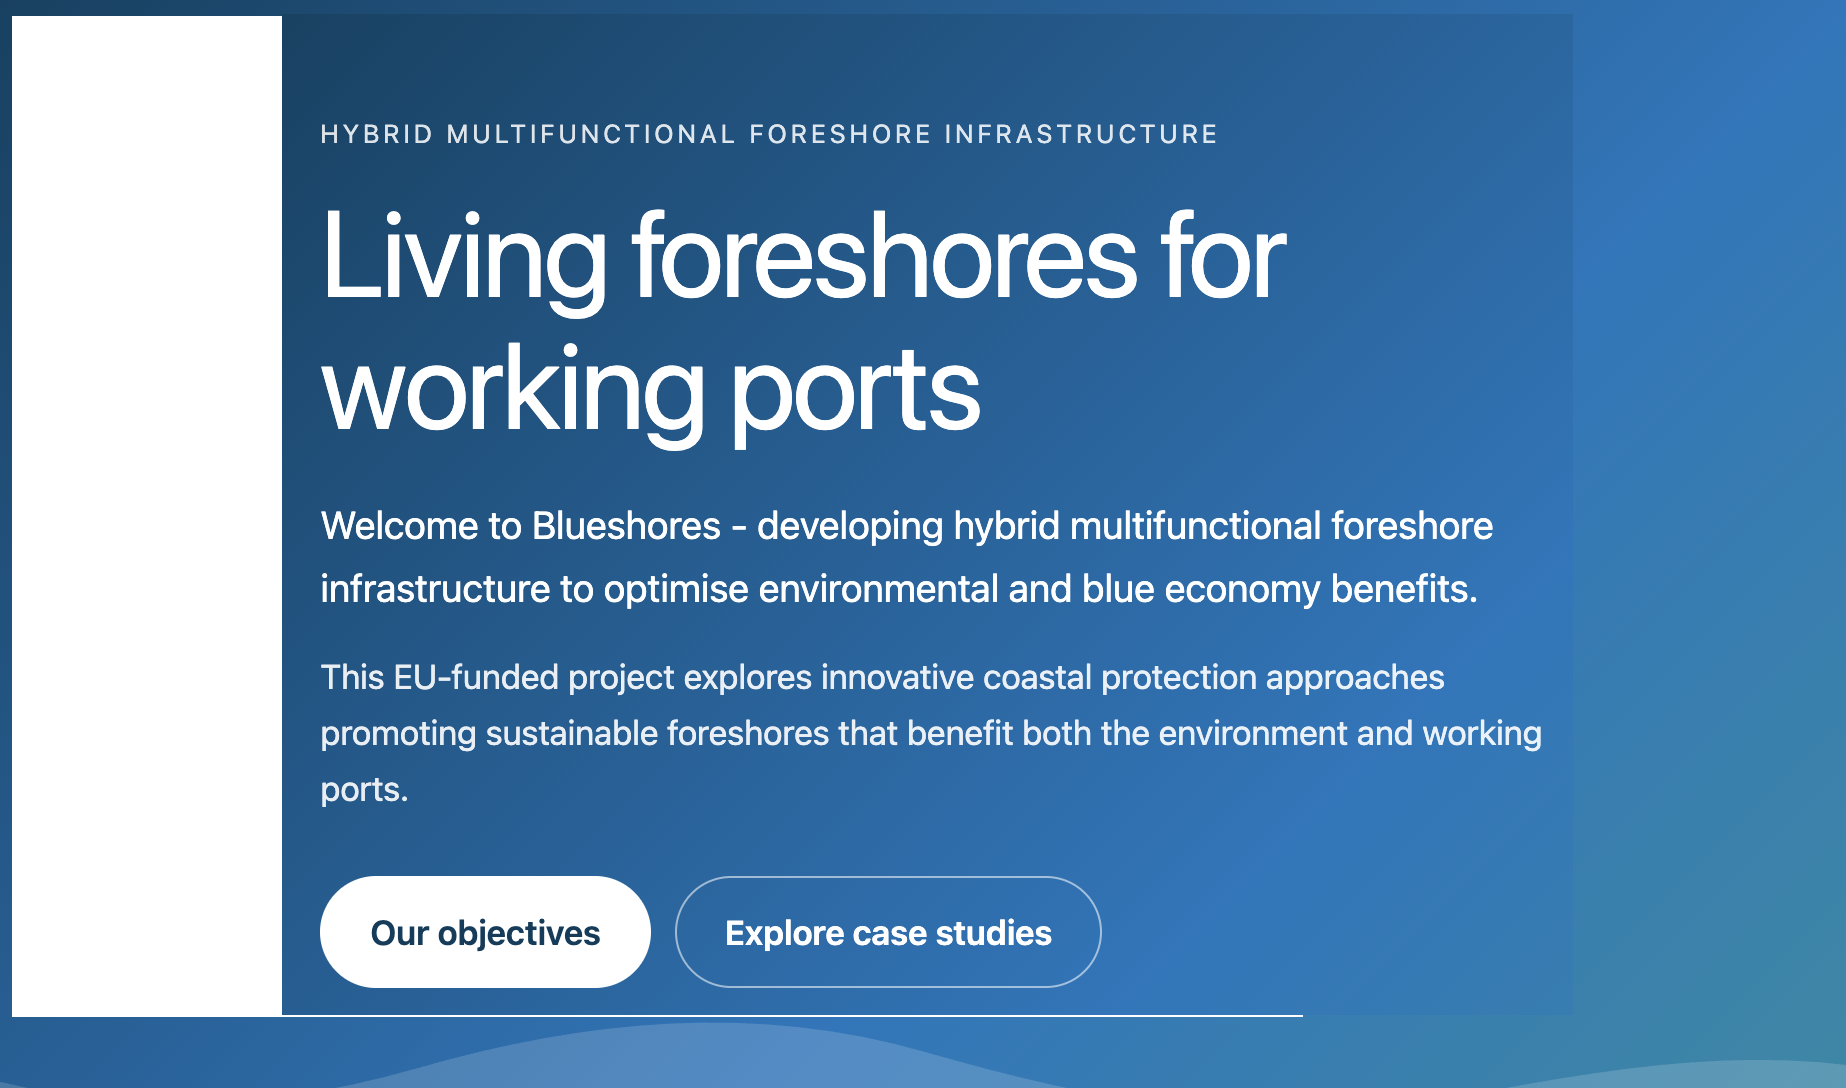 HYBRID MULTIFUNCTIONAL FORESHORE INFRASTRUCTURE
Living foreshores for
working ports
Welcome to Blueshores - developing hybrid multifunctional foreshore
infrastructure to optimise environmental and blue economy benefits.
This EU-funded project explores innovative coastal protection approaches
promoting sustainable foreshores that benefit both the environment and working
ports.
Our objectives
Explore case studies